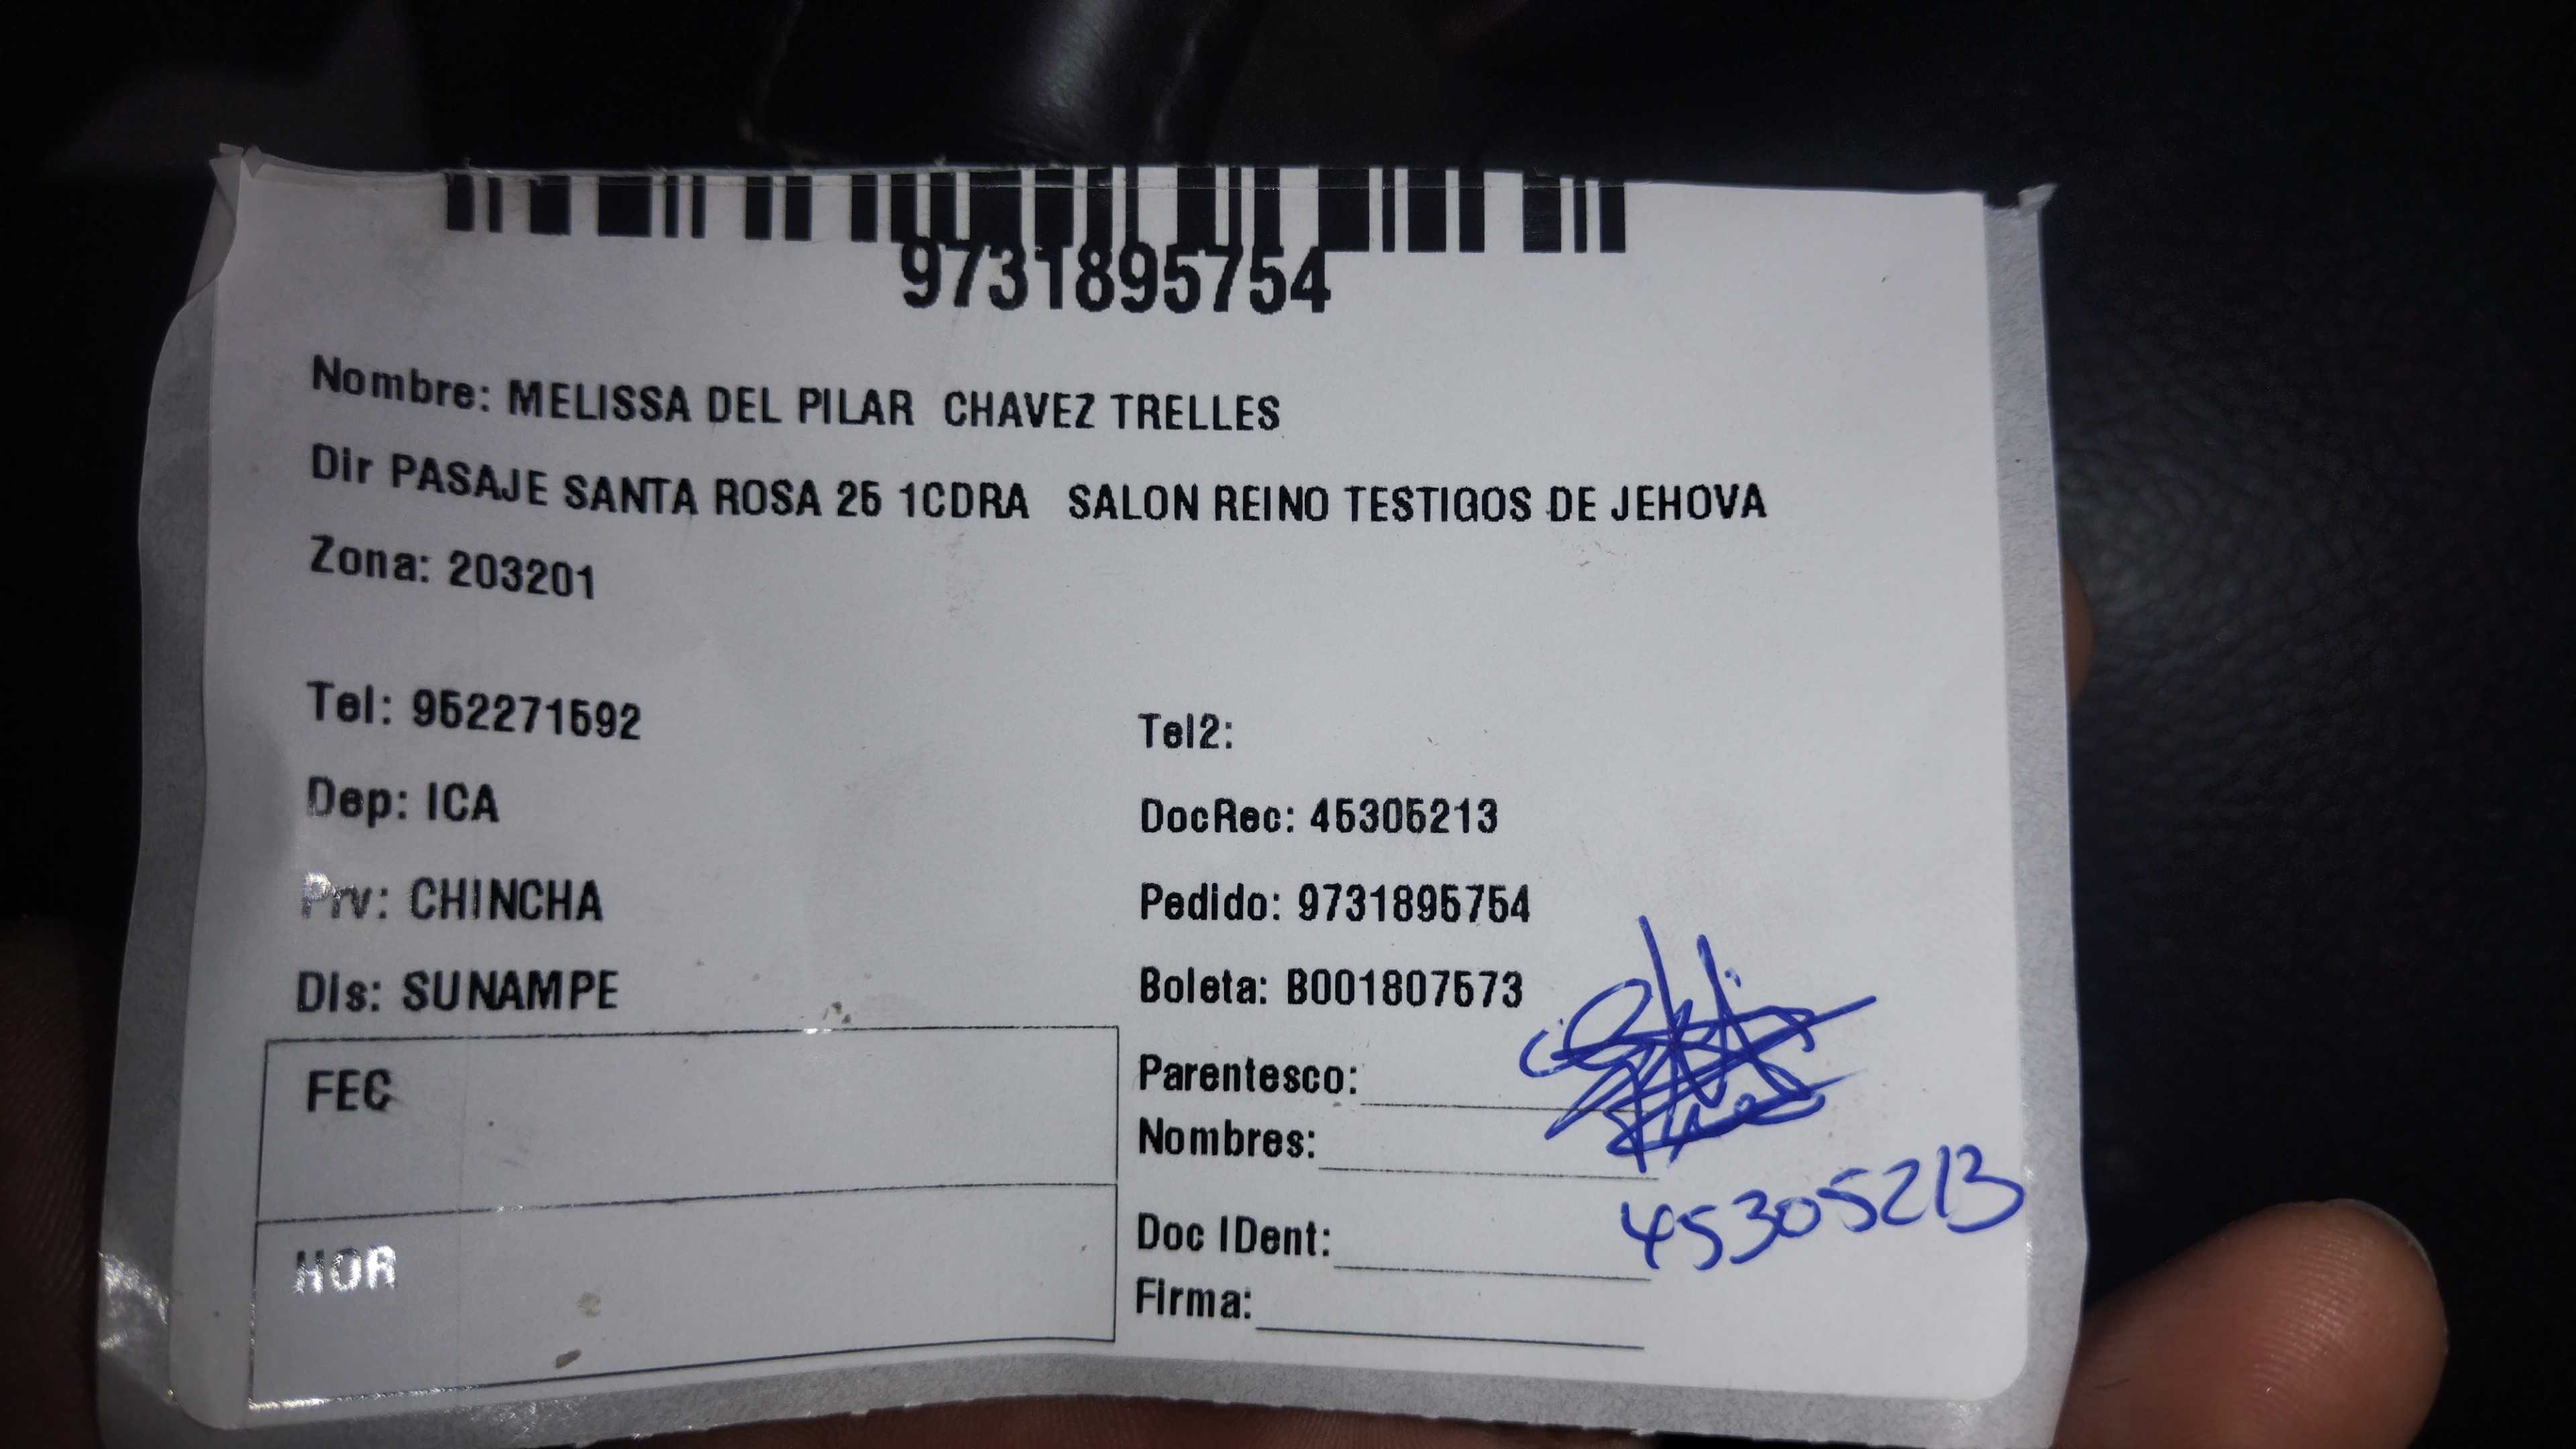 9731895754
Nombre: MELISSA DEL PILAR CHAVEZ TRELLES
Dir PASAJE SANTA ROSA 25 1CDRA SALON REINO TESTIGOS DE JEHOVA
Zona: 203201
Tel: 952271592
Tel2:
Dep: ICA
DocRec: 45305213
Prv: CHINCHA
Pedido: 9731895754
Dis: SUNAMPE
Boleta: B001807573
FEC
Parentesco:
Nombres:
45305213
HOR
Doc IDent:
Firma: